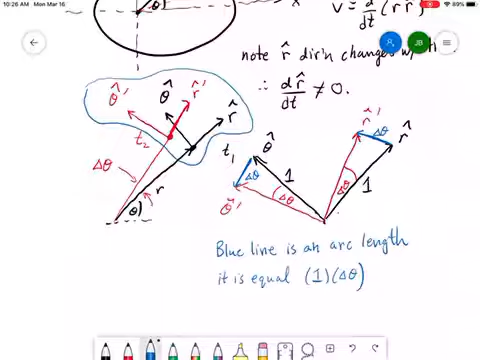 10:26 AM Mon Mar 16
89%
JB
θ
x
v = d/dt (r r̂)
note r̂ dir'n changes w/
∴ dr̂/dt ≠ 0.
θ̂' θ̂ r̂' r̂
t₂ t₁
Δθ
r
θ
θ̂ r̂' Δθ r̂
Δθ 1 Δθ 1
θ̂' Δθ
Blue line is an arc length
it is equal (1)(Δθ)